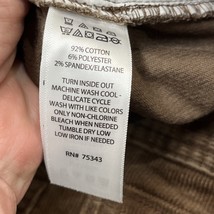 92% COTTON
6% POLYESTER
2% SPANDEX/ELASTANE
TURN INSIDE OUT
MACHINE WASH COOL -
DELICATE CYCLE
WASH WITH LIKE COLORS
ONLY NON-CHLORINE
BLEACH WHEN NEEDED
TUMBLE DRY LOW
LOW IRON IF NEEDED
RN# 75343